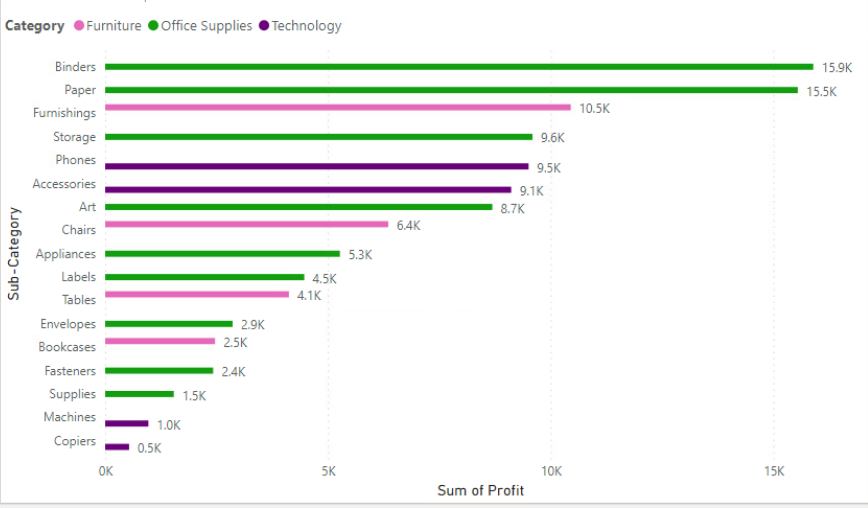 Category Furniture Office Supplies Technology
Binders 15.9K
Paper 15.5K
Furnishings 10.5K
Storage 9.6K
Phones 9.5K
Accessories 9.1K
Art 8.7K
Chairs 6.4K
Appliances 5.3K
Labels 4.5K
Tables 4.1K
Envelopes 2.9K
Bookcases 2.5K
Fasteners 2.4K
Supplies 1.5K
Machines 1.0K
Copiers 0.5K
Sub-Category
0K 5K 10K 15K
Sum of Profit